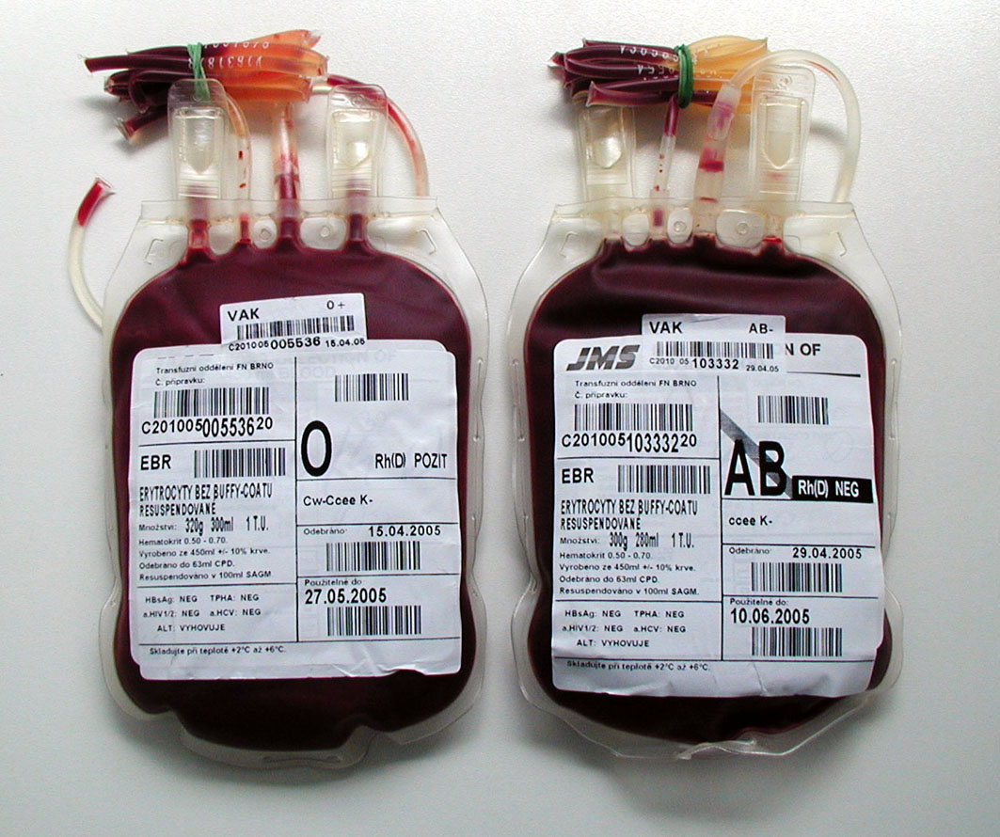 VAK O+
C201005005536 15.04.05
Transfuzní oddělení FN BRNO
Č. přípravku:
C20100500553620
EBR
ERYTROCYTY BEZ BUFFY-COATU
RESUSPENDOVANÉ
Množství: 320g 300ml 1 T.U.
Hematokrit 0.50 - 0.70.
Vyrobeno ze 450ml +/- 10% krve.
Odebráno do 63ml CPD.
Resuspendováno v 100ml SAGM.
HBsAg: NEG TPHA: NEG
a.HIV1/2: NEG a.HCV: NEG
ALT: VYHOVUJE
Skladujte při teplotě +2°C až +6°C.
O
Rh(D) POZIT
Cw-Ccee K-
Odebráno: 15.04.2005
Použitelné do:
27.05.2005
VAK AB-
C201005103332 29.04.05
JMS
OF
Transfuzní oddělení FN BRNO
Č. přípravku:
C20100510333220
EBR
ERYTROCYTY BEZ BUFFY-COATU
RESUSPENDOVANÉ
Množství: 300g 280ml 1 T.U.
Hematokrit 0.50 - 0.70.
Vyrobeno ze 450ml +/- 10% krve.
Odebráno do 63ml CPD.
Resuspendováno v 100ml SAGM.
HBsAg: NEG TPHA: NEG
a.HIV1/2: NEG a.HCV: NEG
ALT: VYHOVUJE
Skladujte při teplotě +2°C až +6°C.
AB
Rh(D) NEG
ccee K-
Odebráno: 29.04.2005
Použitelné do:
10.06.2005